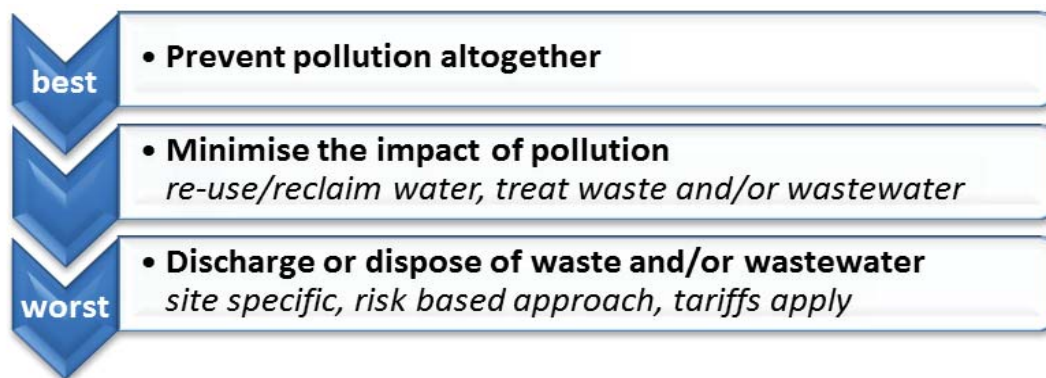 best
• Prevent pollution altogether
• Minimise the impact of pollution
re-use/reclaim water, treat waste and/or wastewater
worst
• Discharge or dispose of waste and/or wastewater
site specific, risk based approach, tariffs apply